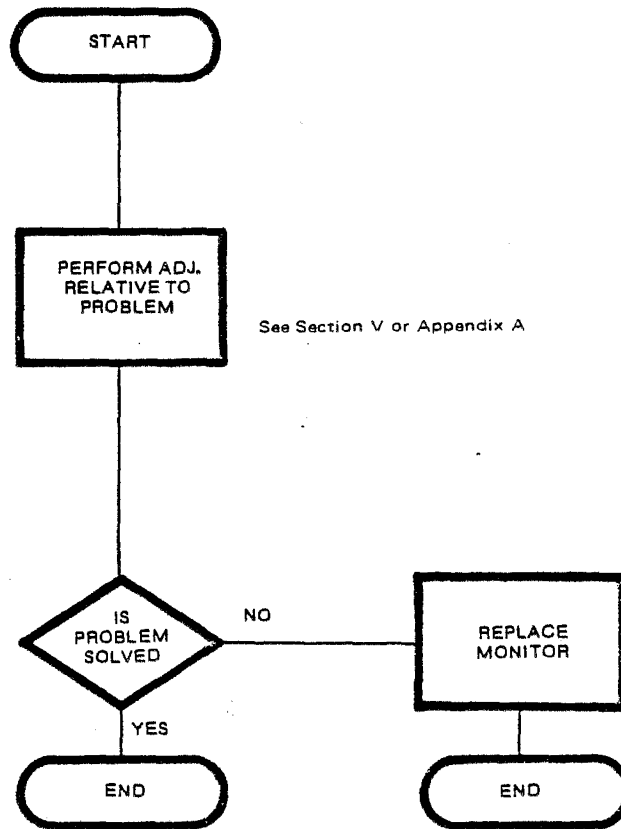 START
PERFORM ADJ.
RELATIVE TO
PROBLEM
See Section V or Appendix A
IS
PROBLEM
SOLVED
NO
REPLACE
MONITOR
YES
END
END